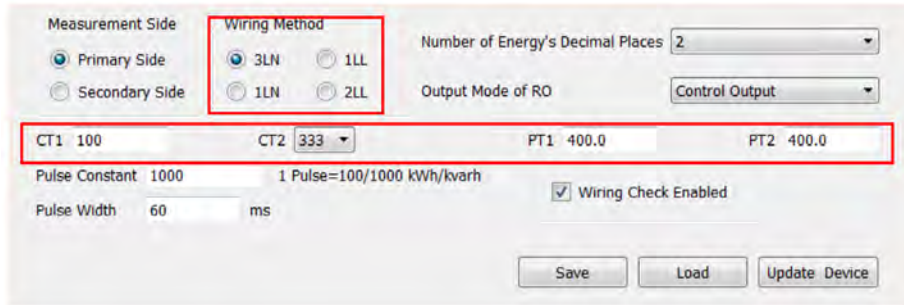 Measurement Side
Wiring Method
Primary Side
3LN
1LL
Number of Energy's Decimal Places 2
Secondary Side
1LN
2LL
Output Mode of RO Control Output
CT1 100 CT2 333 PT1 400.0 PT2 400.0
Pulse Constant 1000 1 Pulse=100/1000 kWh/kvarh
Wiring Check Enabled
Pulse Width 60 ms
Save Load Update Device